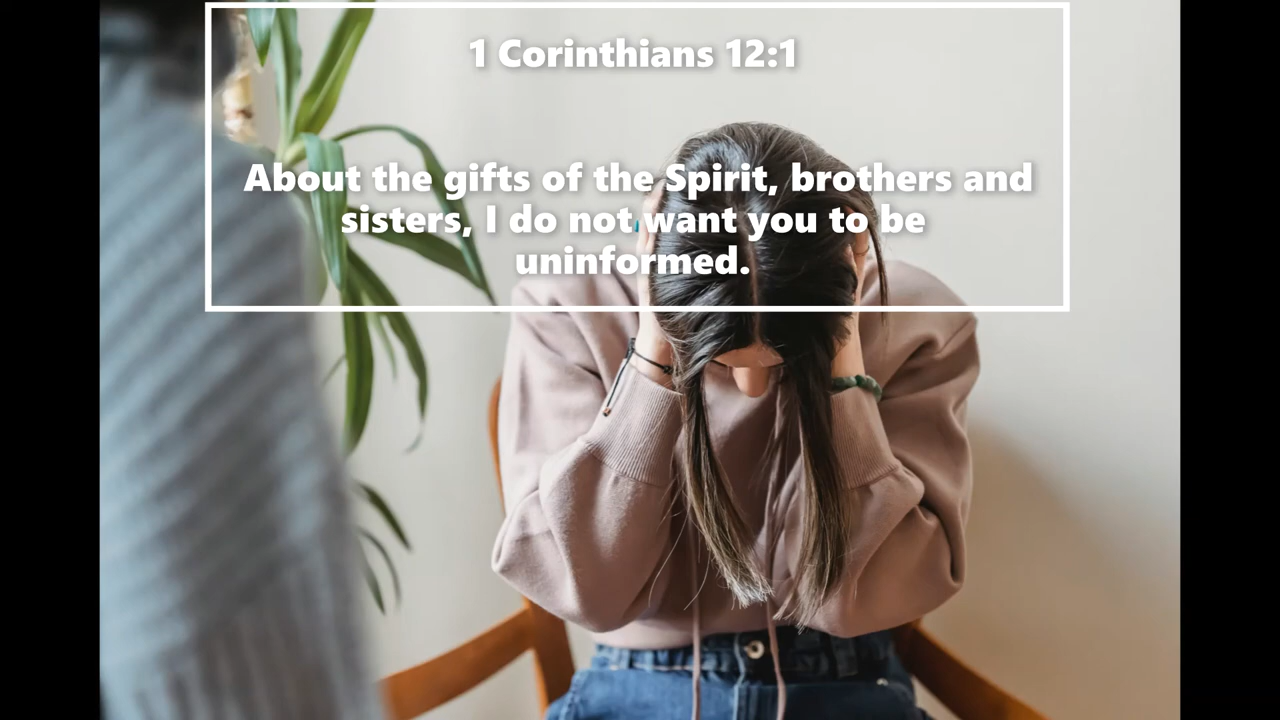 1 Corinthians 12:1
About the gifts of the Spirit, brothers and
sisters, I do not want you to be
uninformed.